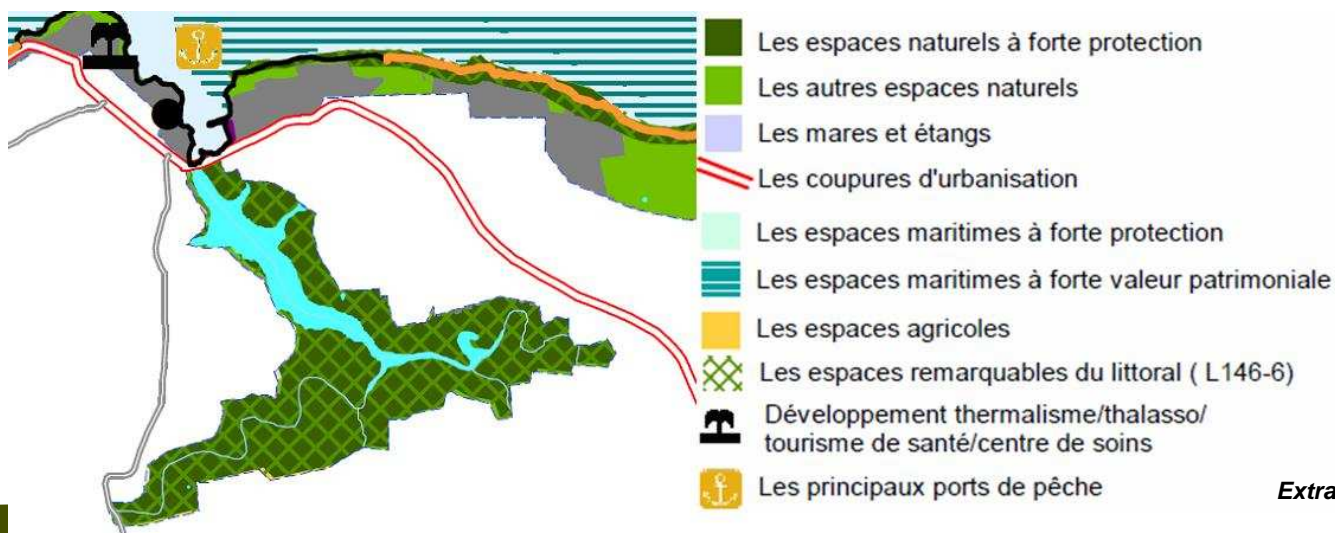 Les espaces naturels à forte protection
Les autres espaces naturels
Les mares et étangs
Les coupures d'urbanisation
Les espaces maritimes à forte protection
Les espaces maritimes à forte valeur patrimoniale
Les espaces agricoles
Les espaces remarquables du littoral ( L146-6)
Développement thermalisme/thalasso/
tourisme de santé/centre de soins
Les principaux ports de pêche
Extra